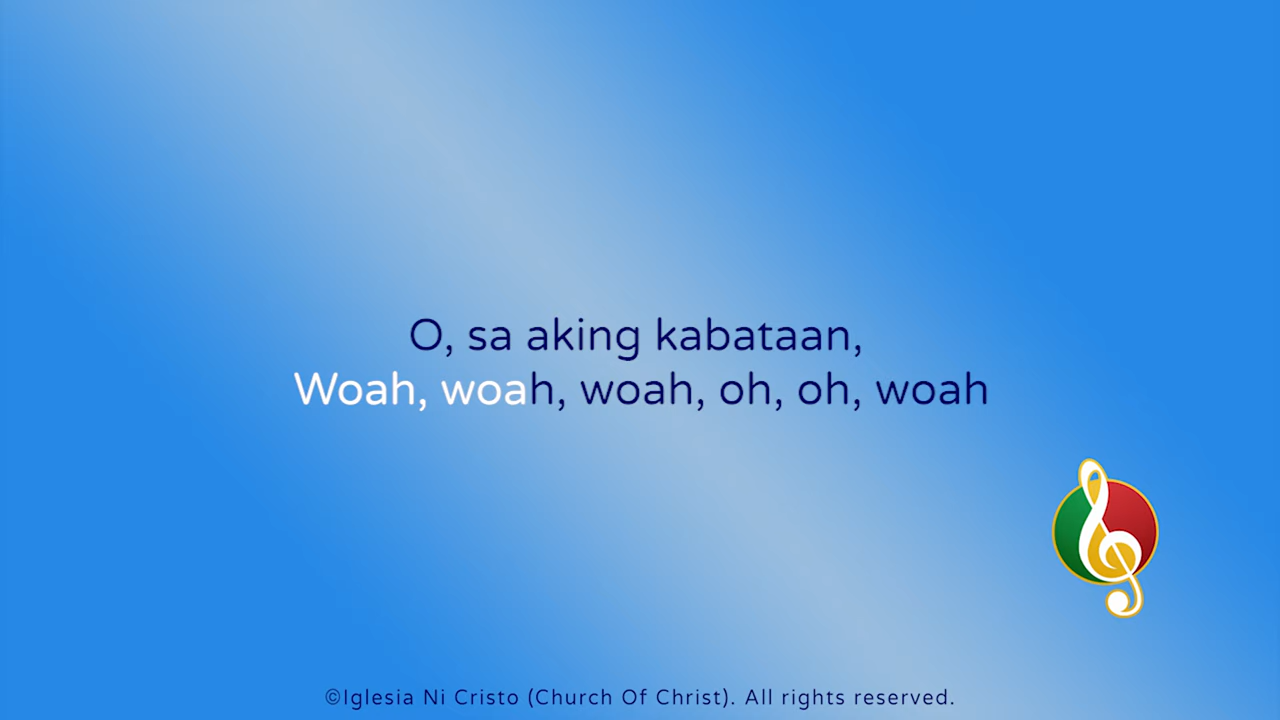 O, sa aking kabataan,
Woah, woah, woah, oh, oh, woah
©Iglesia Ni Cristo (Church Of Christ). All rights reserved.